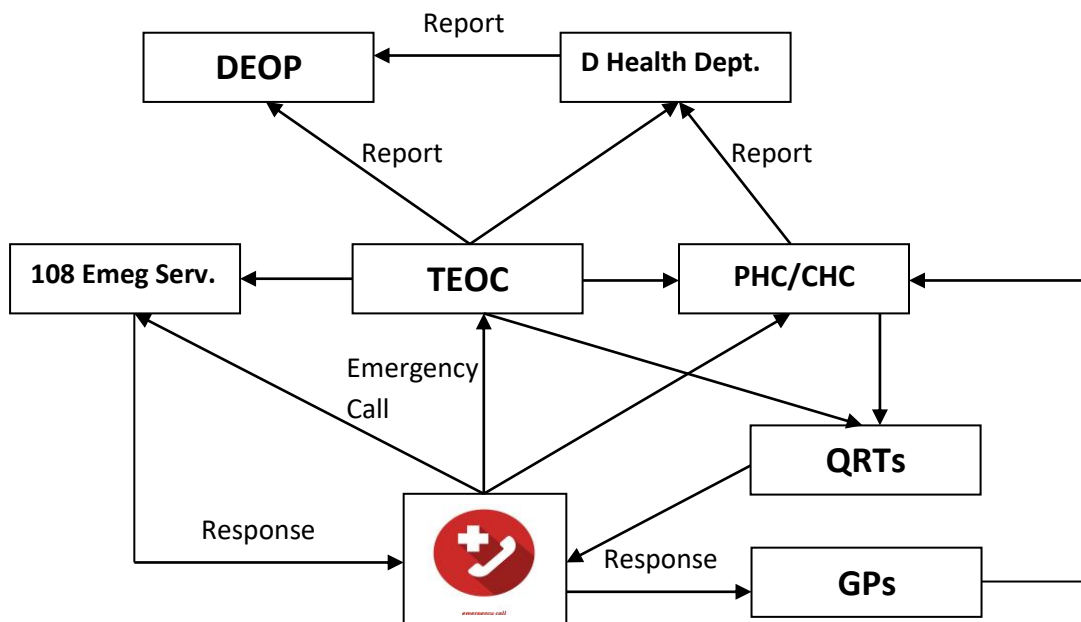 Report
DEOP
D Health Dept.
Report
Report
108 Emeg Serv.
TEOC
PHC/CHC
Emergency
Call
QRTs
Response
Response
GPs